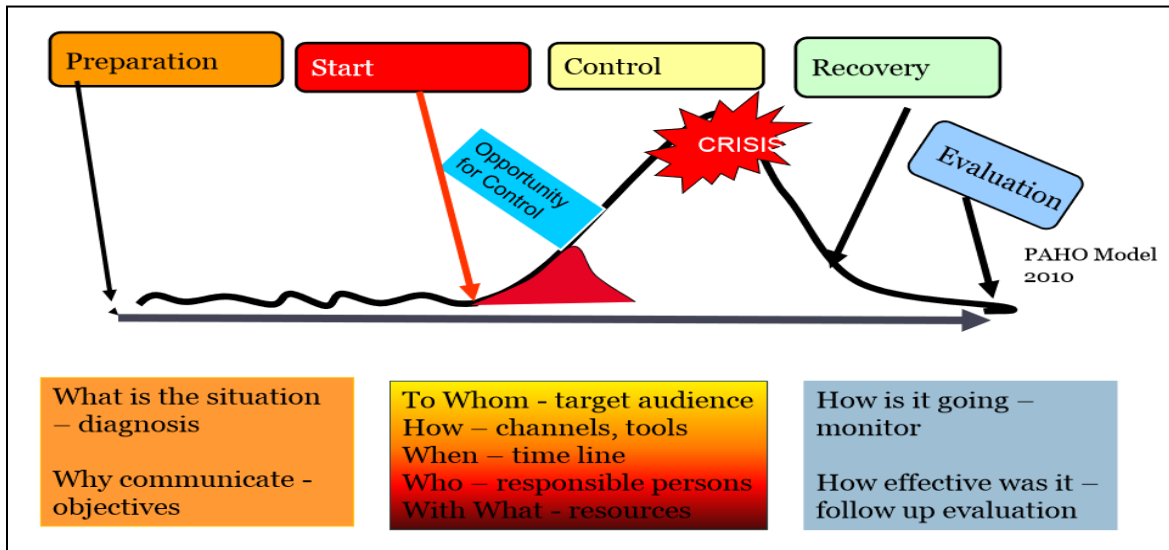 Preparation
Start
Control
Recovery
Opportunity
for Control
CRISIS
Evaluation
PAHO Model
2010
What is the situation
– diagnosis
Why communicate -
objectives
To Whom - target audience
How – channels, tools
When – time line
Who – responsible persons
With What - resources
How is it going –
monitor
How effective was it –
follow up evaluation